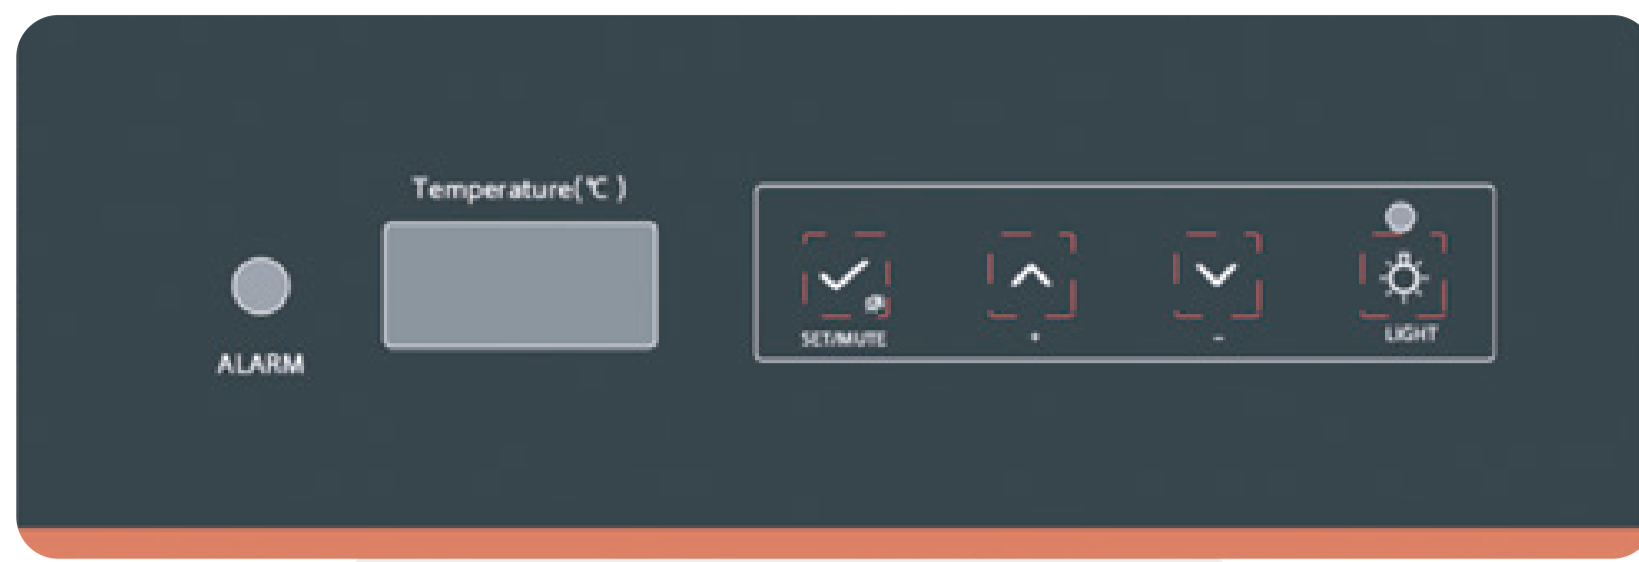 Temperature(℃)
ALARM
SET/MUTE
+
-
LIGHT